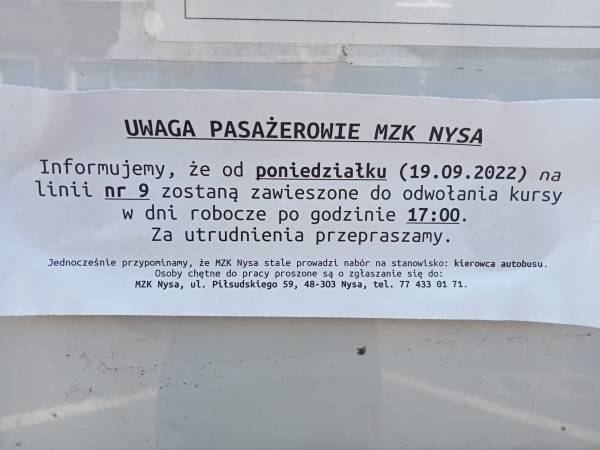 UWAGA PASAŻEROWIE MZK NYSA
Informujemy, że od poniedziałku (19.09.2022) na
linii nr 9 zostaną zawieszone do odwołania kursy
w dni robocze po godzinie 17:00.
Za utrudnienia przepraszamy.
Jednocześnie przypominamy, że MZK Nysa stale prowadzi nabór na stanowisko: kierowca autobusu.
Osoby chętne do pracy proszone są o zgłaszanie się do:
MZK Nysa, ul. Piłsudskiego 59, 48-303 Nysa, tel. 77 433 01 71.